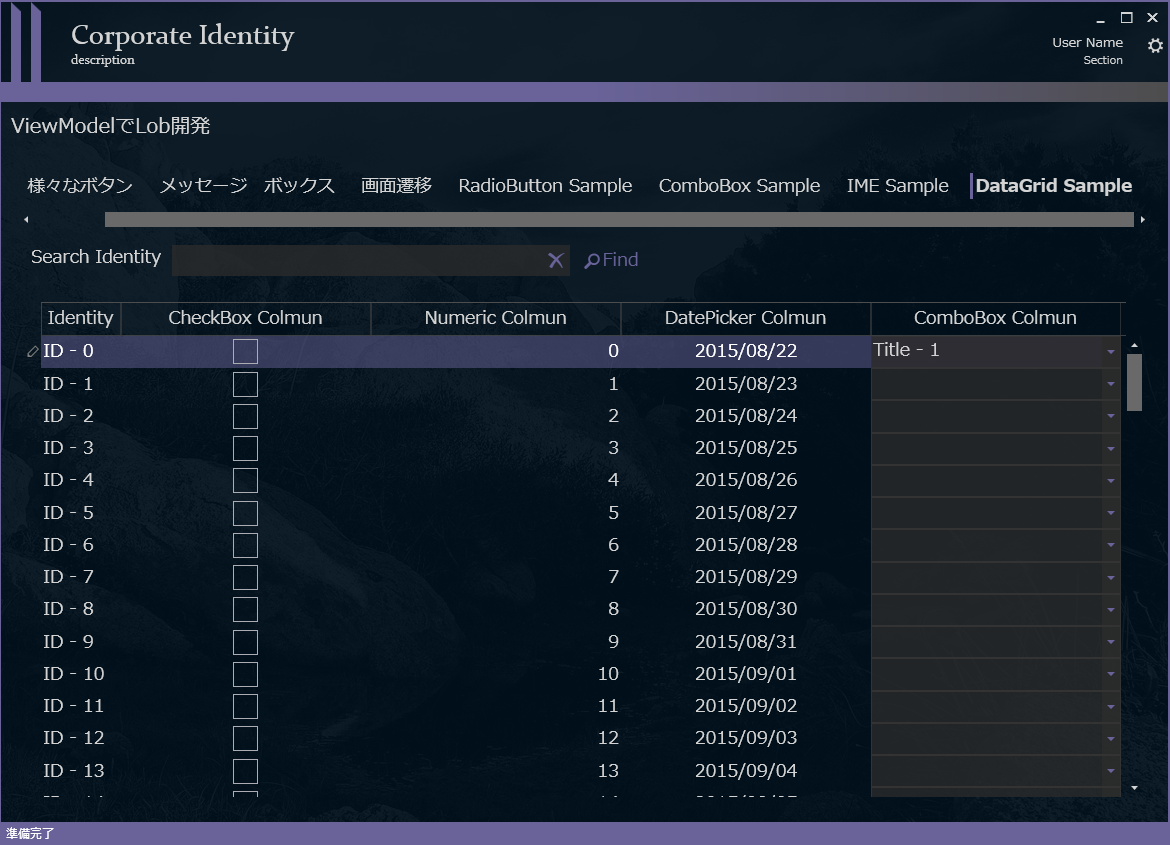 Corporate Identity
description
User Name
Section
ViewModelでLob開発
様々なボタン メッセージ ボックス 画面遷移 RadioButton Sample ComboBox Sample IME Sample DataGrid Sample
Search Identity Find
Identity CheckBox Colmun Numeric Colmun DatePicker Colmun ComboBox Colmun
ID - 0 0 2015/08/22 Title - 1
ID - 1 1 2015/08/23
ID - 2 2 2015/08/24
ID - 3 3 2015/08/25
ID - 4 4 2015/08/26
ID - 5 5 2015/08/27
ID - 6 6 2015/08/28
ID - 7 7 2015/08/29
ID - 8 8 2015/08/30
ID - 9 9 2015/08/31
ID - 10 10 2015/09/01
ID - 11 11 2015/09/02
ID - 12 12 2015/09/03
ID - 13 13 2015/09/04
準備完了